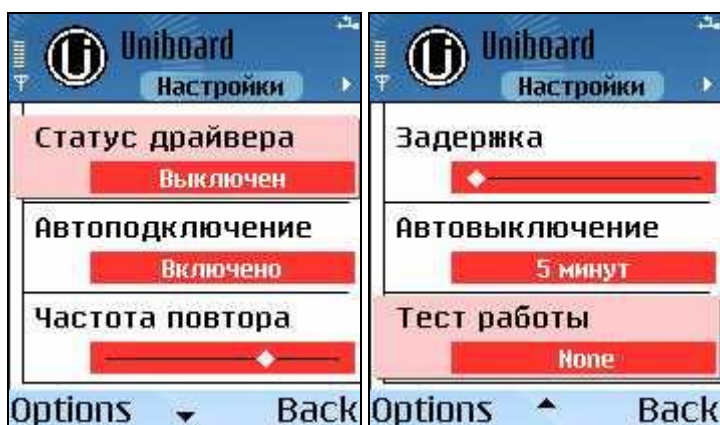 Uniboard
Настройки
Статус драйвера
Выключен
Автоподключение
Включено
Частота повтора
Options Back
Uniboard
Настройки
Задержка
Автовыключение
5 минут
Тест работы
None
Options Back